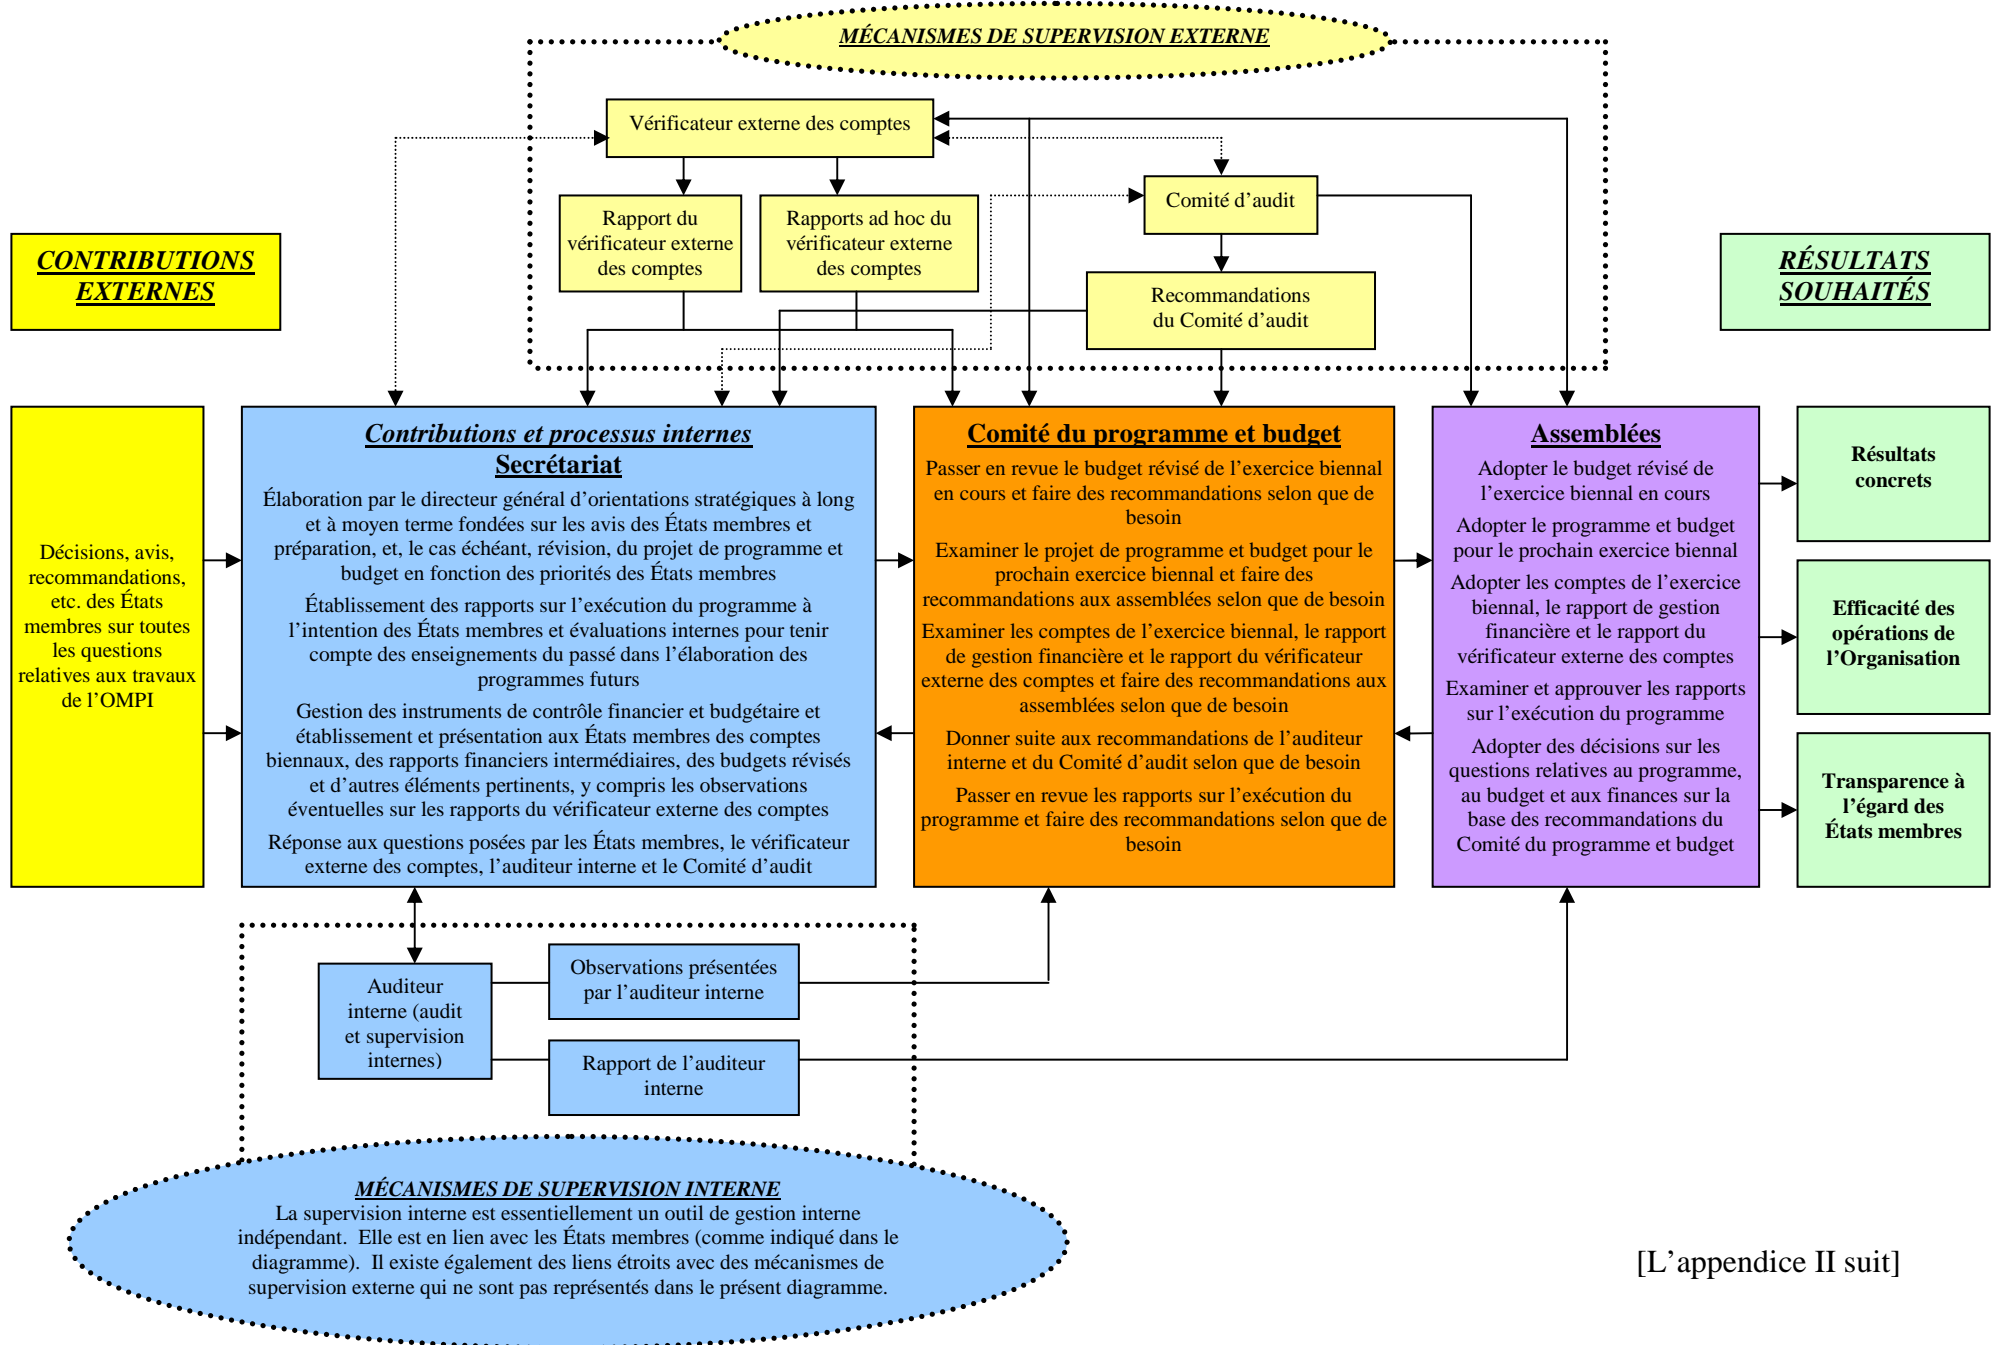 MÉCANISMES DE SUPERVISION EXTERNE
Vérificateur externe des comptes
Rapport du
vérificateur externe
des comptes
Rapports ad hoc du
vérificateur externe
des comptes
Comité d’audit
Recommandations
du Comité d’audit
CONTRIBUTIONS
EXTERNES
RÉSULTATS
SOUHAITÉS
Décisions, avis,
recommandations,
etc. des États
membres sur toutes
les questions
relatives aux travaux
de l’OMPI
Contributions et processus internes
Secrétariat
Élaboration par le directeur général d’orientations stratégiques à long
et à moyen terme fondées sur les avis des États membres et
préparation, et, le cas échéant, révision, du projet de programme et
budget en fonction des priorités des États membres
Établissement des rapports sur l’exécution du programme à
l’intention des États membres et évaluations internes pour tenir
compte des enseignements du passé dans l’élaboration des
programmes futurs
Gestion des instruments de contrôle financier et budgétaire et
établissement et présentation aux États membres des comptes
biennaux, des rapports financiers intermédiaires, des budgets révisés
et d’autres éléments pertinents, y compris les observations
éventuelles sur les rapports du vérificateur externe des comptes
Réponse aux questions posées par les États membres, le vérificateur
externe des comptes, l’auditeur interne et le Comité d’audit
Comité du programme et budget
Passer en revue le budget révisé de l’exercice biennal
en cours et faire des recommandations selon que de
besoin
Examiner le projet de programme et budget pour le
prochain exercice biennal et faire des
recommandations aux assemblées selon que de besoin
Examiner les comptes de l’exercice biennal, le rapport
de gestion financière et le rapport du vérificateur
externe des comptes et faire des recommandations aux
assemblées selon que de besoin
Donner suite aux recommandations de l’auditeur
interne et du Comité d’audit selon que de besoin
Passer en revue les rapports sur l’exécution du
programme et faire des recommandations selon que de
besoin
Assemblées
Adopter le budget révisé de
l’exercice biennal en cours
Adopter le programme et budget
pour le prochain exercice biennal
Adopter les comptes de l’exercice
biennal, le rapport de gestion
financière et le rapport du
vérificateur externe des comptes
Examiner et approuver les rapports
sur l’exécution du programme
Adopter des décisions sur les
questions relatives au programme,
au budget et aux finances sur la
base des recommandations du
Comité du programme et budget
Résultats
concrets
Efficacité des
opérations de
l’Organisation
Transparence à
l’égard des
États membres
Auditeur
interne (audit
et supervision
internes)
Observations présentées
par l’auditeur interne
Rapport de l’auditeur
interne
MÉCANISMES DE SUPERVISION INTERNE
La supervision interne est essentiellement un outil de gestion interne
indépendant. Elle est en lien avec les États membres (comme indiqué dans le
diagramme). Il existe également des liens étroits avec des mécanismes de
supervision externe qui ne sont pas représentés dans le présent diagramme.
[L’appendice II suit]